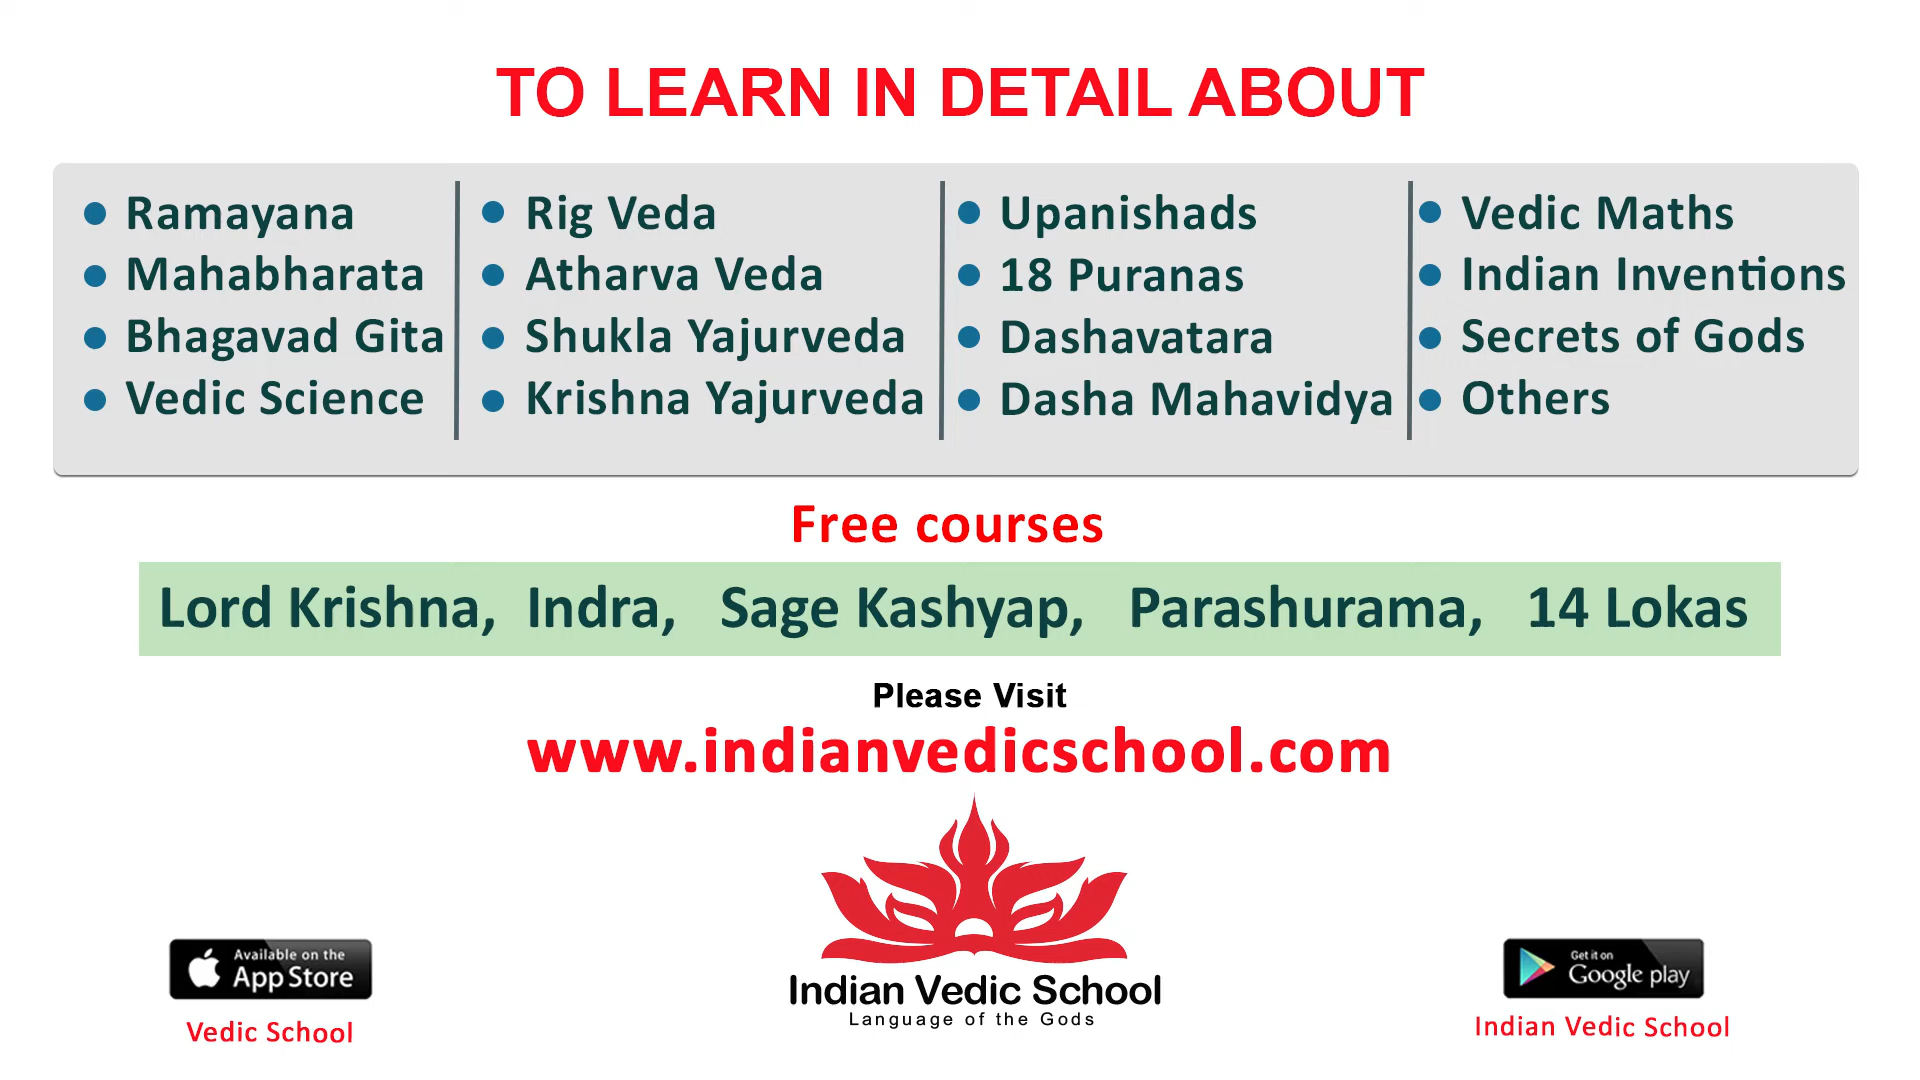 TO LEARN IN DETAIL ABOUT
Ramayana
Mahabharata
Bhagavad Gita
Vedic Science
Rig Veda
Atharva Veda
Shukla Yajurveda
Krishna Yajurveda
Upanishads
18 Puranas
Dashavatara
Dasha Mahavidya
Vedic Maths
Indian Inventions
Secrets of Gods
Others
Free courses
Lord Krishna, Indra, Sage Kashyap, Parashurama, 14 Lokas
Please Visit
www.indianvedicschool.com
Indian Vedic School
Language of the Gods
Available on the
App Store
Vedic School
Get it on
Google play
Indian Vedic School